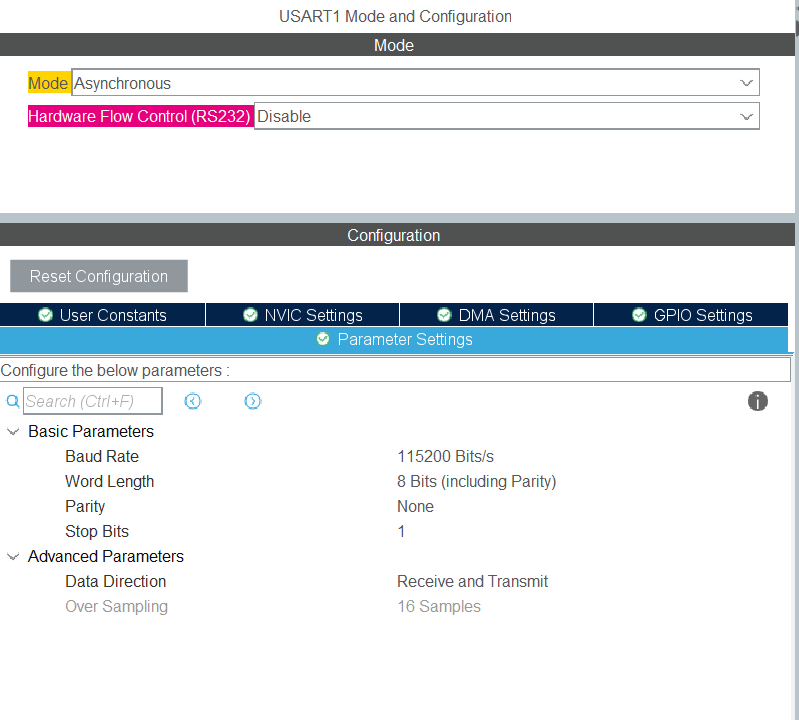 USART1 Mode and Configuration
Mode
Mode Asynchronous
Hardware Flow Control (RS232) Disable
Configuration
Reset Configuration
User Constants NVIC Settings DMA Settings GPIO Settings
Parameter Settings
Configure the below parameters :
Search (Ctrl+F)
Basic Parameters
Baud Rate 115200 Bits/s
Word Length 8 Bits (including Parity)
Parity None
Stop Bits 1
Advanced Parameters
Data Direction Receive and Transmit
Over Sampling 16 Samples